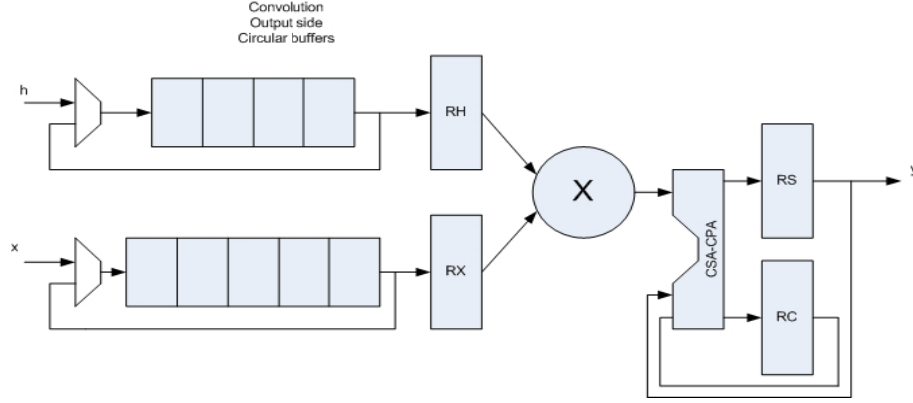 Convolution
Output side
Circular buffers
h
RH
X
y
RS
x
RX
CSA-CPA
RC